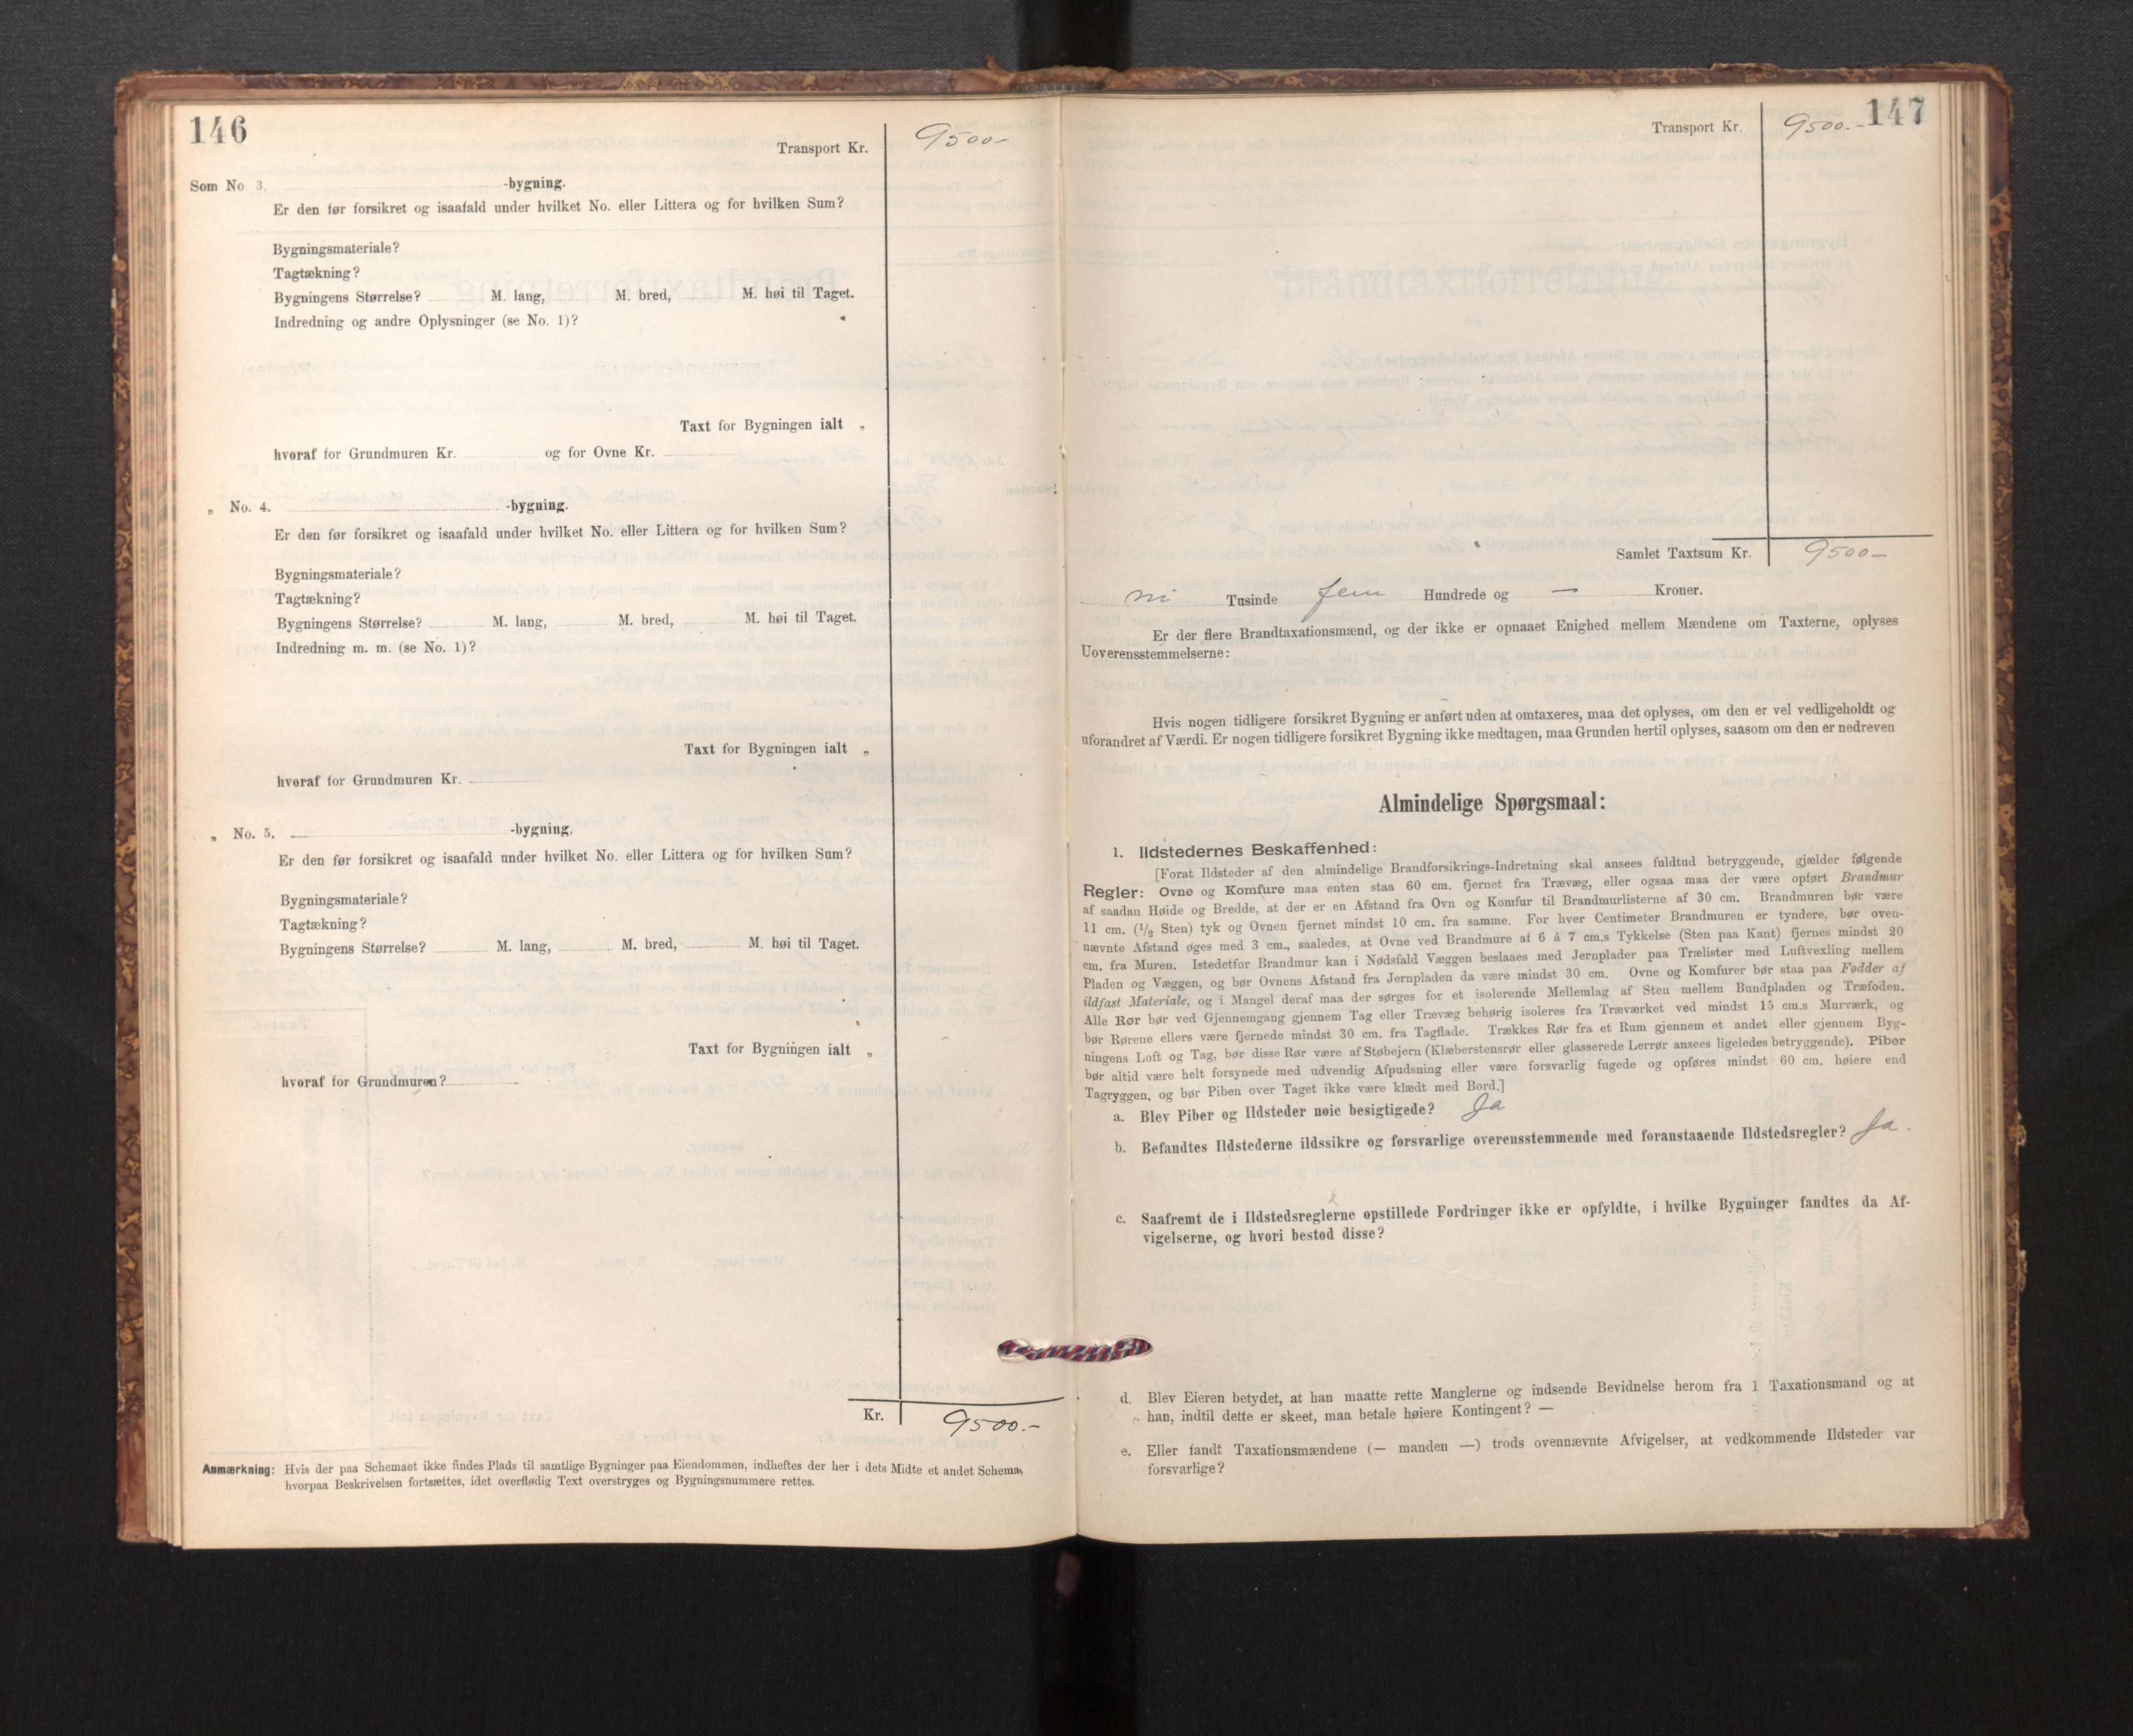 146
Transport Kr. 9500-
Som No 3. -bygning.
Er den før forsikret og isaafald under hvilket No. eller Littera og for hvilken Sum?
Bygningsmateriale?
Tagtækning?
Bygningens Størrelse? M. lang, M. bred, M. høi til Taget.
Indredning og andre Oplysninger (se No. 1)?
Taxt for Bygningen ialt „
hvoraf for Grundmuren Kr. og for Ovne Kr.
„ No. 4. -bygning.
Er den før forsikret og isaafald under hvilket No. eller Littera og for hvilken Sum?
Bygningsmateriale?
Tagtækning?
Bygningens Størrelse? M. lang, M. bred, M. høi til Taget.
Indredning m. m. (se No. 1)?
Taxt for Bygningen ialt „
hvoraf for Grundmuren Kr.
„ No. 5. -bygning,
Er den før forsikret og isaafald under hvilket No. eller Littera og for hvilken Sum?
Bygningsmateriale?
Tagtækning?
Bygningens Størrelse? M. lang, M. bred, M. høi til Taget.
Taxt for Bygningen ialt „
hvoraf for Grundmuren?
Kr. 9500.-
Anmærkning: Hvis der paa Schemaet ikke findes Plads til samtlige Bygninger paa Eiendommen, indheftes der her i dets Midte et andet Schema,
hvorpaa Beskrivelsen fortsættes, idet overflødig Text overstryges og Bygningsnummere rettes.
147
Transport Kr. 9500.-
Samlet Taxtsum Kr. 9500-
ni Tusinde fem Hundrede og — Kroner.
Er der flere Brandtaxationsmænd, og der ikke er opnaaet Enighed mellem Mændene om Taxterne, oplyses
Uoverensstemmelserne:
Hvis nogen tidligere forsikret Bygning er anført uden at omtaxeres, maa det oplyses, om den er vel vedligeholdt og
uforandret af Værdi. Er nogen tidligere forsikret Bygning ikke medtagen, maa Grunden hertil oplyses, saasom om den er nedreven
Almindelige Spørgsmaal:
1. Ildstedernes Beskaffenhed:
[Forat Ildsteder af den almindelige Brandforsikrings-Indretning skal ansees fuldtud betryggende, gjælder følgende
Regler: Ovne og Komfure maa enten staa 60 cm. fjernet fra Trævæg, eller ogsaa maa der være opført Brandmur
af saadan Høide og Bredde, at der er en Afstand fra Ovn og Komfur til Brandmurlisterne af 30 cm. Brandmuren bør være
11 cm. (1/2 Sten) tyk og Ovnen fjernet mindst 10 cm. fra samme. For hver Centimeter Brandmuren er tyndere, bør oven-
nævnte Afstand øges med 3 cm., saaledes, at Ovne ved Brandmure af 6 à 7 cm.s Tykkelse (Sten paa Kant) fjernes mindst 20
cm. fra Muren. Istedetfor Brandmur kan i Nødsfald Væggen beslaaes med Jernplader paa Trælister med Luftvexling mellem
Pladen og Væggen, og bør Ovnens Afstand fra Jernpladen da være mindst 30 cm. Ovne og Komfurer bør staa paa Fødder af
ildfast Materiale, og i Mangel deraf maa der sørges for et isolerende Mellemlag af Sten mellem Bundpladen og Træfoden.
Alle Rør bør ved Gjennemgang gjennem Tag eller Trævæg behørig isoleres fra Træværket ved mindst 15 cm.s Murværk, og
bør Rørene ellers være fjernede mindst 30 cm. fra Tagflade. Trækkes Rør fra et Rum gjennem et andet eller gjennem Byg-
ningens Loft og Tag, bør disse Rør være af Støbejern (Klæberstensrør eller glasserede Lerrør ansees ligeledes betryggende). Piber
bør altid være helt forsynede med udvendig Afpudsning eller være forsvarlig fugede og opføres mindst 60 cm. høiere end
Tagryggen, og bør Piben over Taget ikke være klædt med Bord.]
a. Blev Piber og Ildsteder nøie besigtigede? Ja
b. Befandtes Ildstederne ildssikre og forsvarlige overensstemmende med foranstaaende Ildstedsregler? Ja.
c. Saafremt de i Ildstedsreglerne opstillede Fordringer ikke er opfyldte, i hvilke Bygninger fandtes da Af-
vigelserne, og hvori bestod disse?
d. Blev Eieren betydet, at han maatte rette Manglerne og indsende Bevidnelse herom fra 1 Taxationsmand og at
han, indtil dette er skeet, maa betale høiere Kontingent? —
e. Eller fandt Taxationsmændene (— manden —) trods ovennævnte Afvigelser, at vedkommende Ildsteder var
forsvarlige?